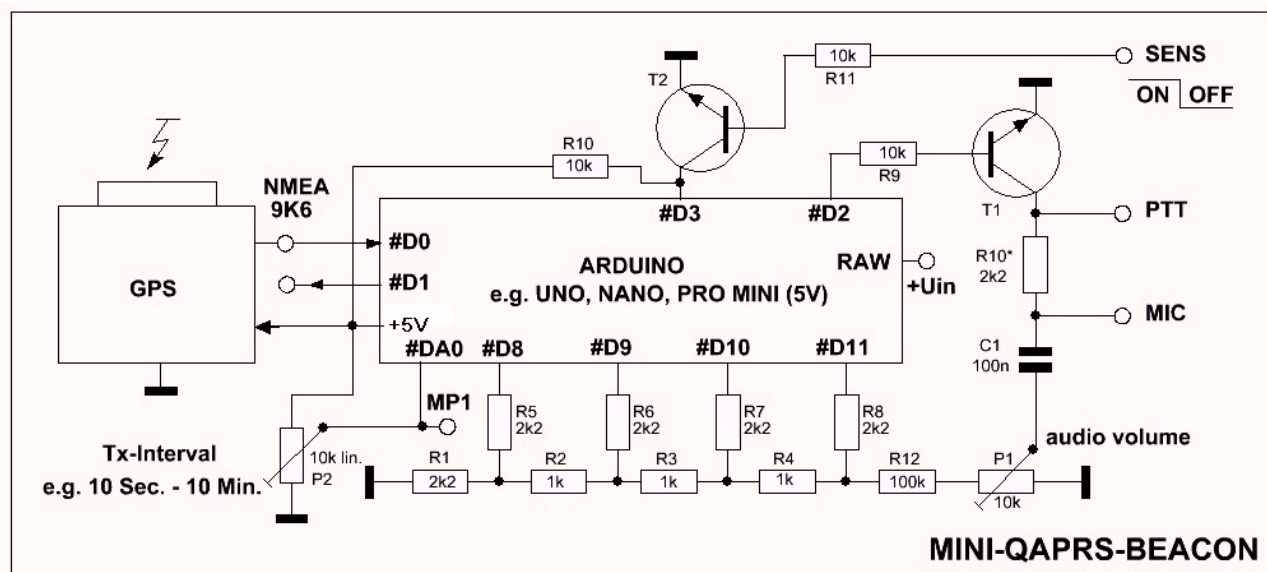 T2
10k
R11
SENS
ON OFF
R10
10k
10k
R9
T1
NMEA
9K6
#D3
#D2
PTT
#D0
R10*
2k2
GPS
ARDUINO
RAW
#D1
e.g. UNO, NANO, PRO MINI (5V)
+Uin
+5V
MIC
#DA0
#D8
#D9
#D10
#D11
C1
100n
MP1
R5
2k2
R6
2k2
R7
2k2
R8
2k2
audio volume
Tx-Interval
10k lin.
P2
e.g. 10 Sec. - 10 Min.
R1
2k2
R2
1k
R3
1k
R4
1k
R12
100k
P1
10k
MINI-QAPRS-BEACON